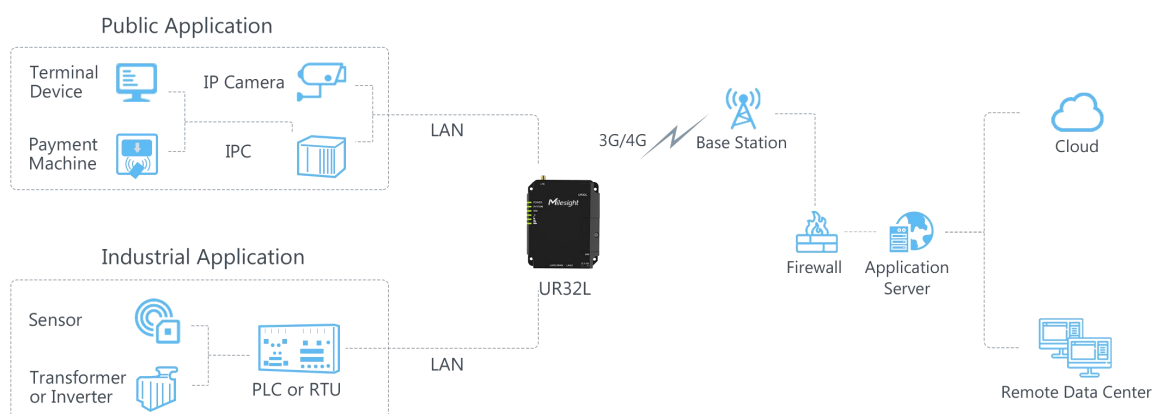 Public Application
Terminal
Device
IP Camera
Payment
Machine
IPC
LAN
3G/4G
Base Station
Cloud
Milesight
UR32L
Firewall
Application
Server
Industrial Application
Sensor
Transformer
or Inverter
PLC or RTU
LAN
Remote Data Center